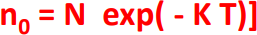 n₀ = N exp( - K T)]